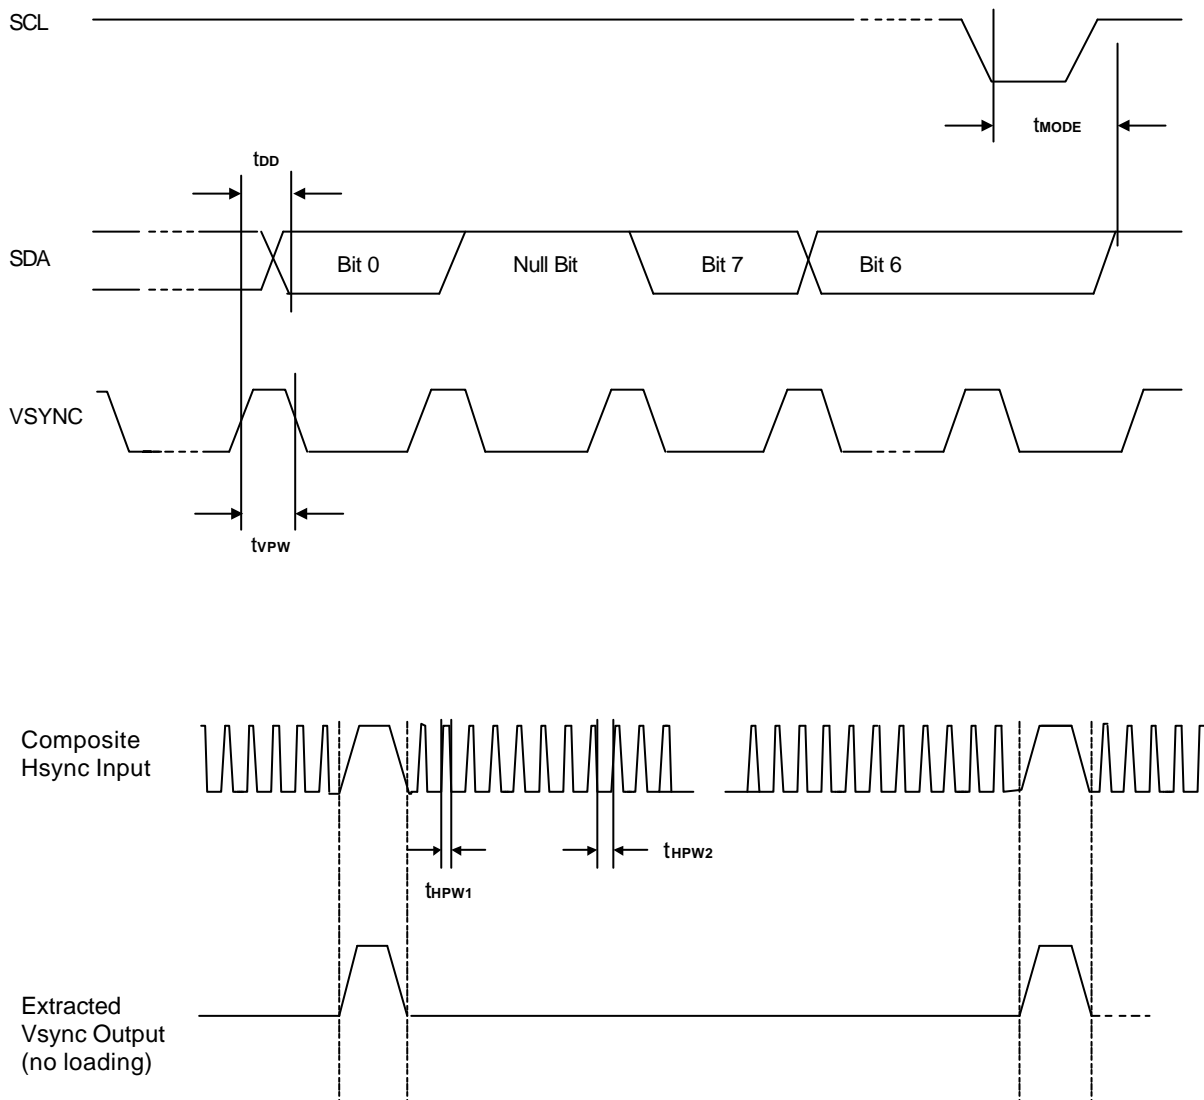 SCL
tMODE
tDD
SDA
Bit 0
Null Bit
Bit 7
Bit 6
VSYNC
tVPW
Composite
Hsync Input
tHPW1
tHPW2
Extracted
Vsync Output
(no loading)